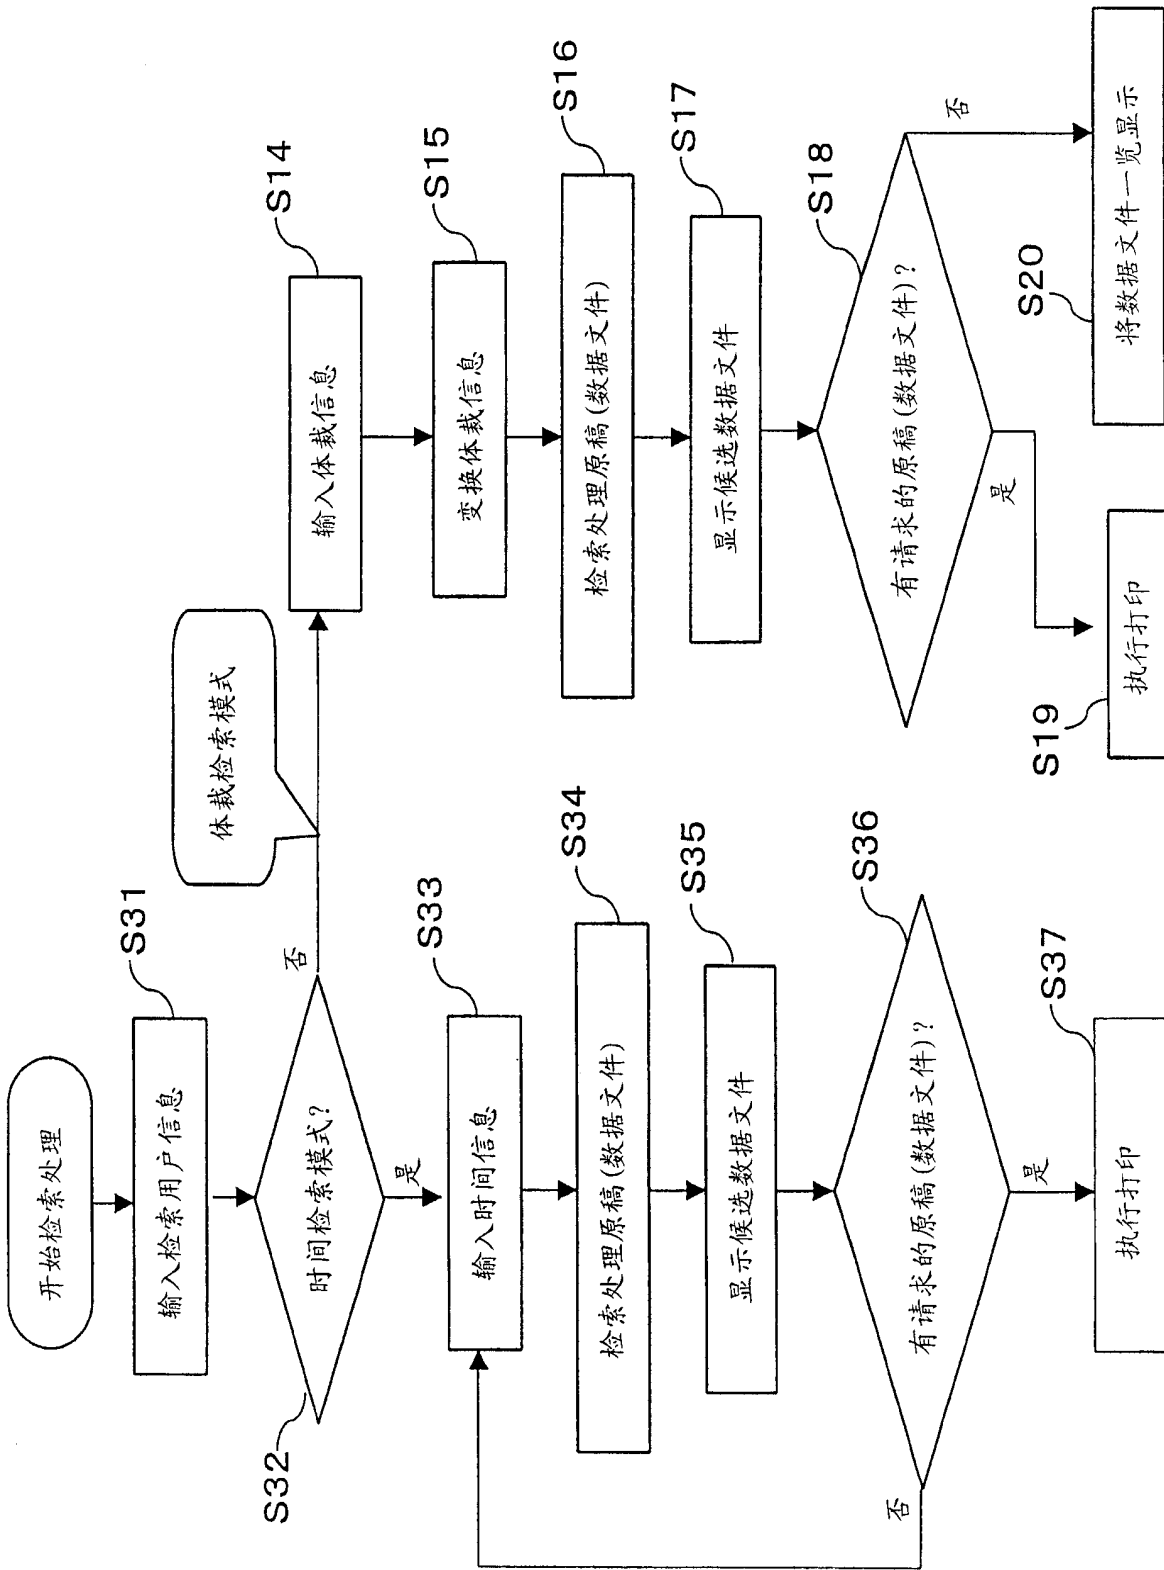 开始检索处理
S31
输入检索用户信息
S32
时间检索模式?
否
是
体裁检索模式
S33
输入时间信息
S34
检索处理原稿(数据文件)
S35
显示候选数据文件
S36
有请求的原稿(数据文件)?
否
是
S37
执行打印
S14
输入体裁信息
S15
变换体裁信息
S16
检索处理原稿(数据文件)
S17
显示候选数据文件
S18
有请求的原稿(数据文件)?
是
否
S19
执行打印
S20
将数据文件一览显示